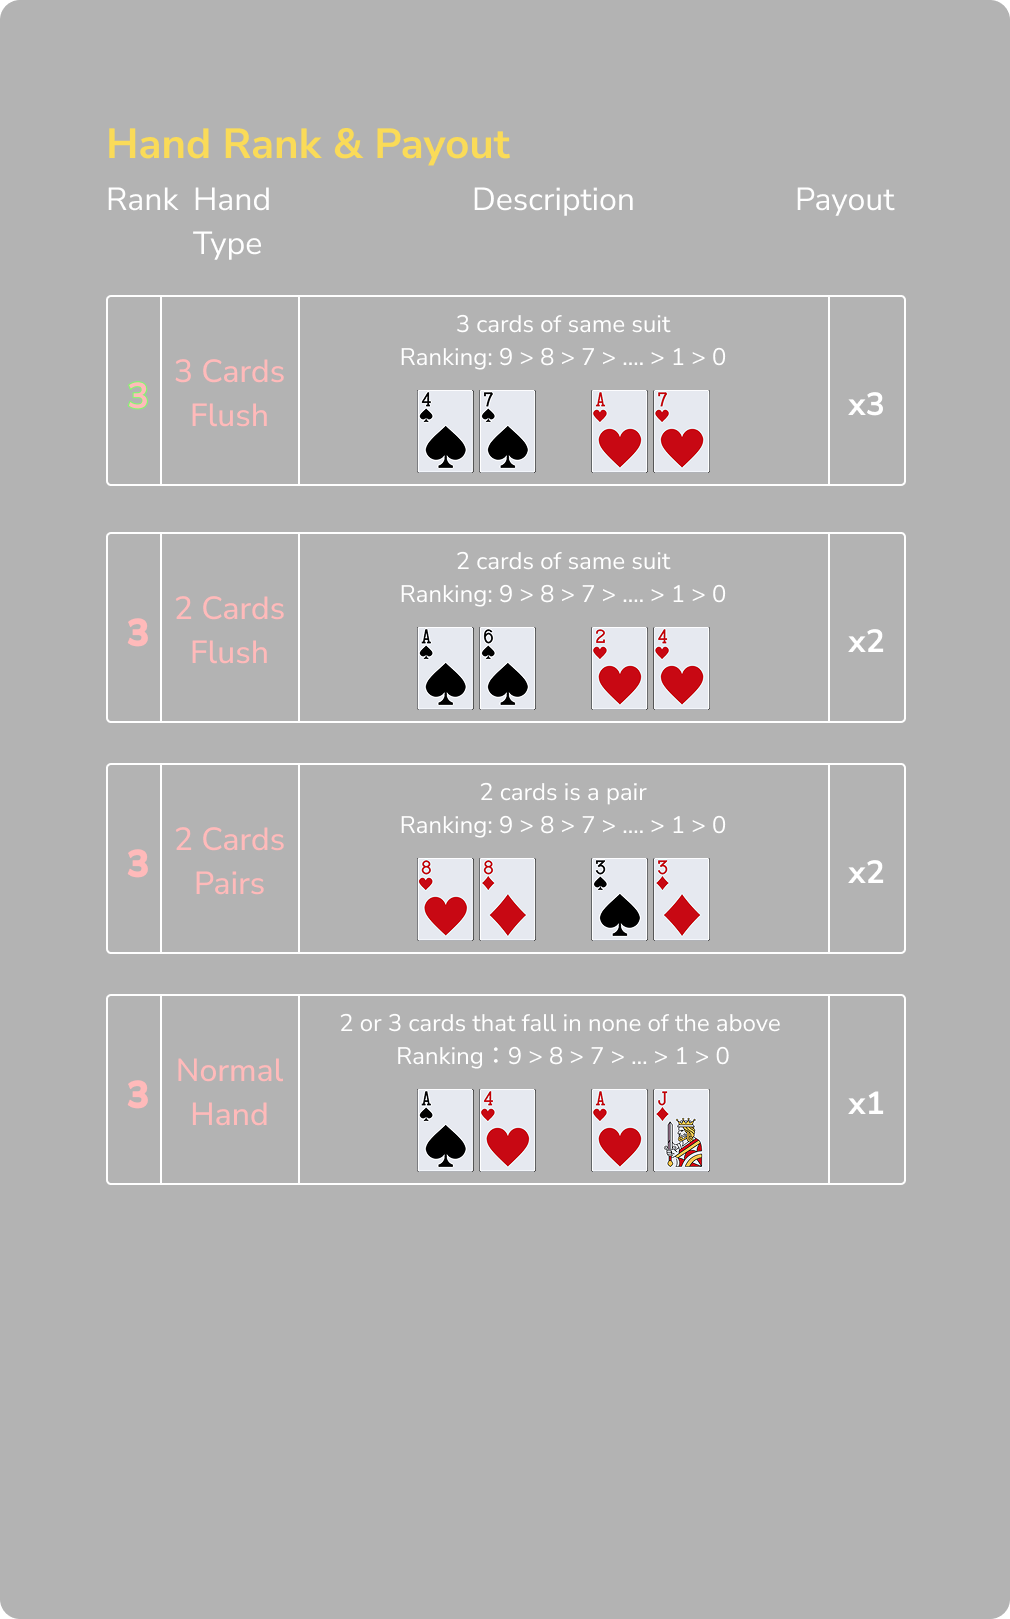 Hand Rank & Payout
Rank Hand Type Description Payout
3
3 Cards
Flush
3 cards of same suit
Ranking: 9 > 8 > 7 > .... > 1 > 0
4 7 A 7
x3
3
2 Cards
Flush
2 cards of same suit
Ranking: 9 > 8 > 7 > .... > 1 > 0
A 6 2 4
x2
3
2 Cards
Pairs
2 cards is a pair
Ranking: 9 > 8 > 7 > .... > 1 > 0
8 8 3 3
x2
3
Normal
Hand
2 or 3 cards that fall in none of the above
Ranking：9 > 8 > 7 > ... > 1 > 0
A 4 A J
x1